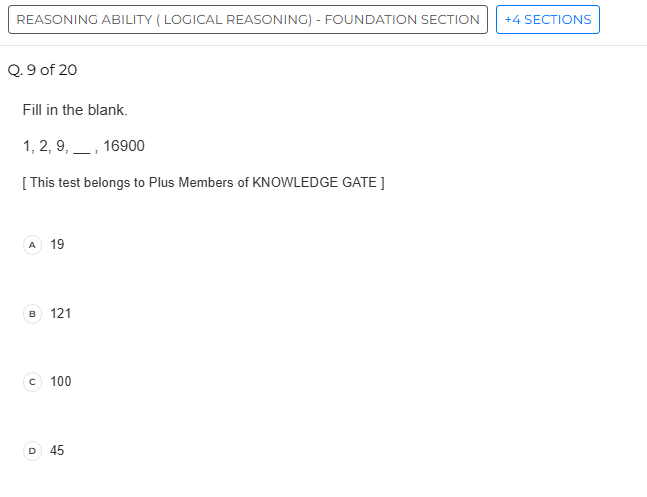 REASONING ABILITY ( LOGICAL REASONING) - FOUNDATION SECTION
+4 SECTIONS
Q. 9 of 20
Fill in the blank.
1, 2, 9, __ , 16900
[ This test belongs to Plus Members of KNOWLEDGE GATE ]
A 19
B 121
C 100
D 45